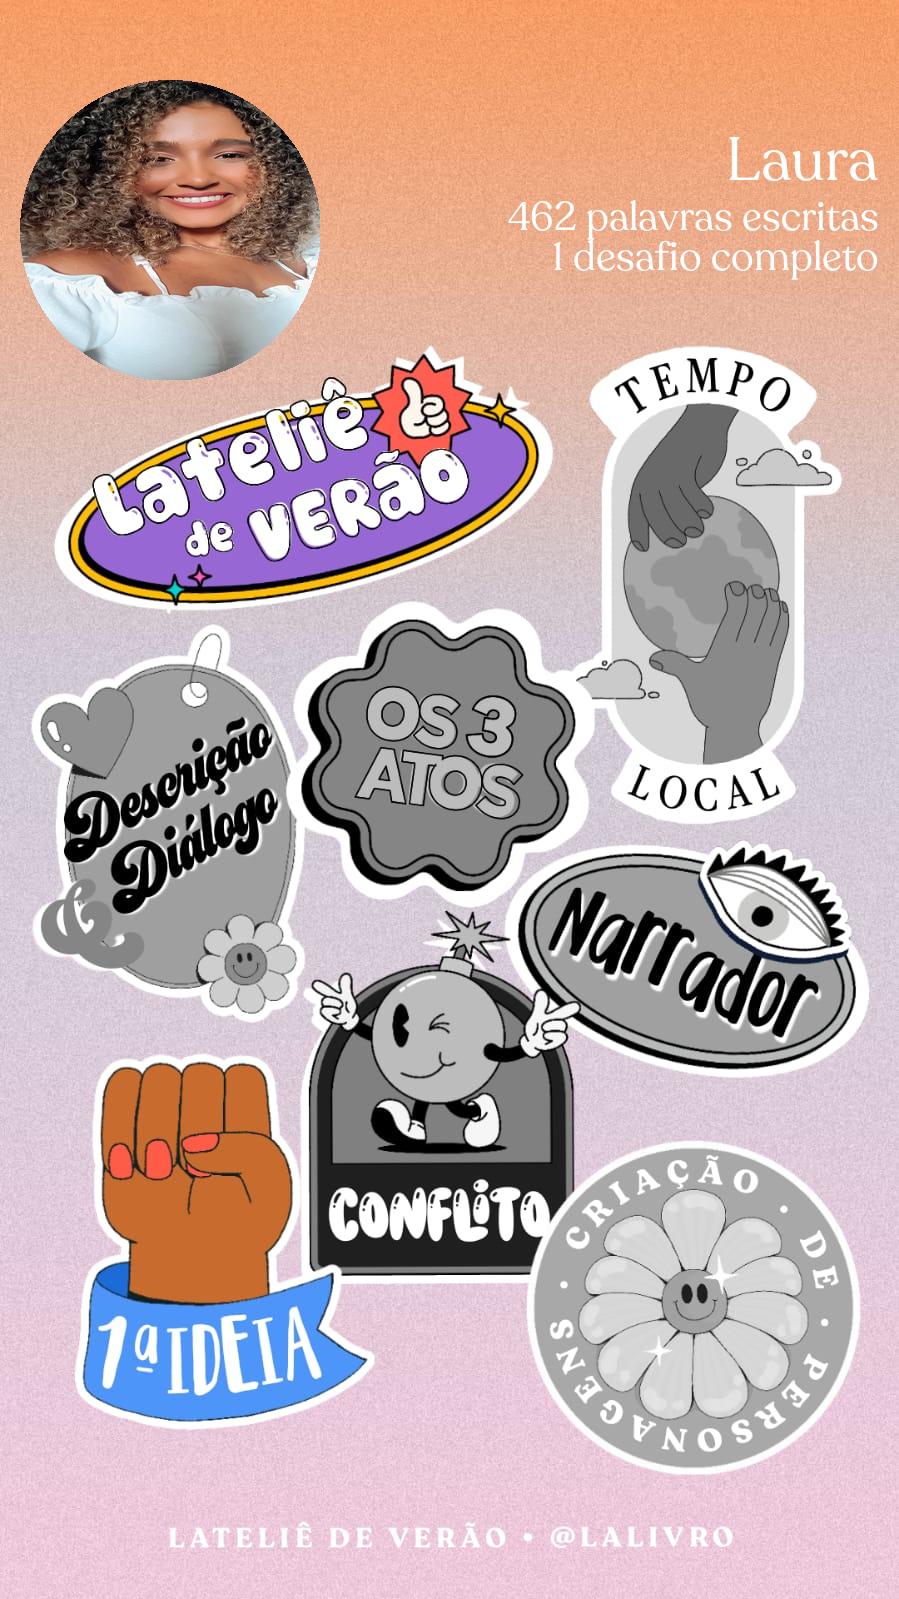 Laura
462 palavras escritas
1 desafio completo
Lateliê
de VERÃO
TEMPO
LOCAL
Descrição
&
Diálogo
OS 3
ATOS
Narrador
CONFLITO
1ª IDEIA
CRIAÇÃO • DE • PERSONAGENS •
LATELIÊ DE VERÃO • @LALIVRO